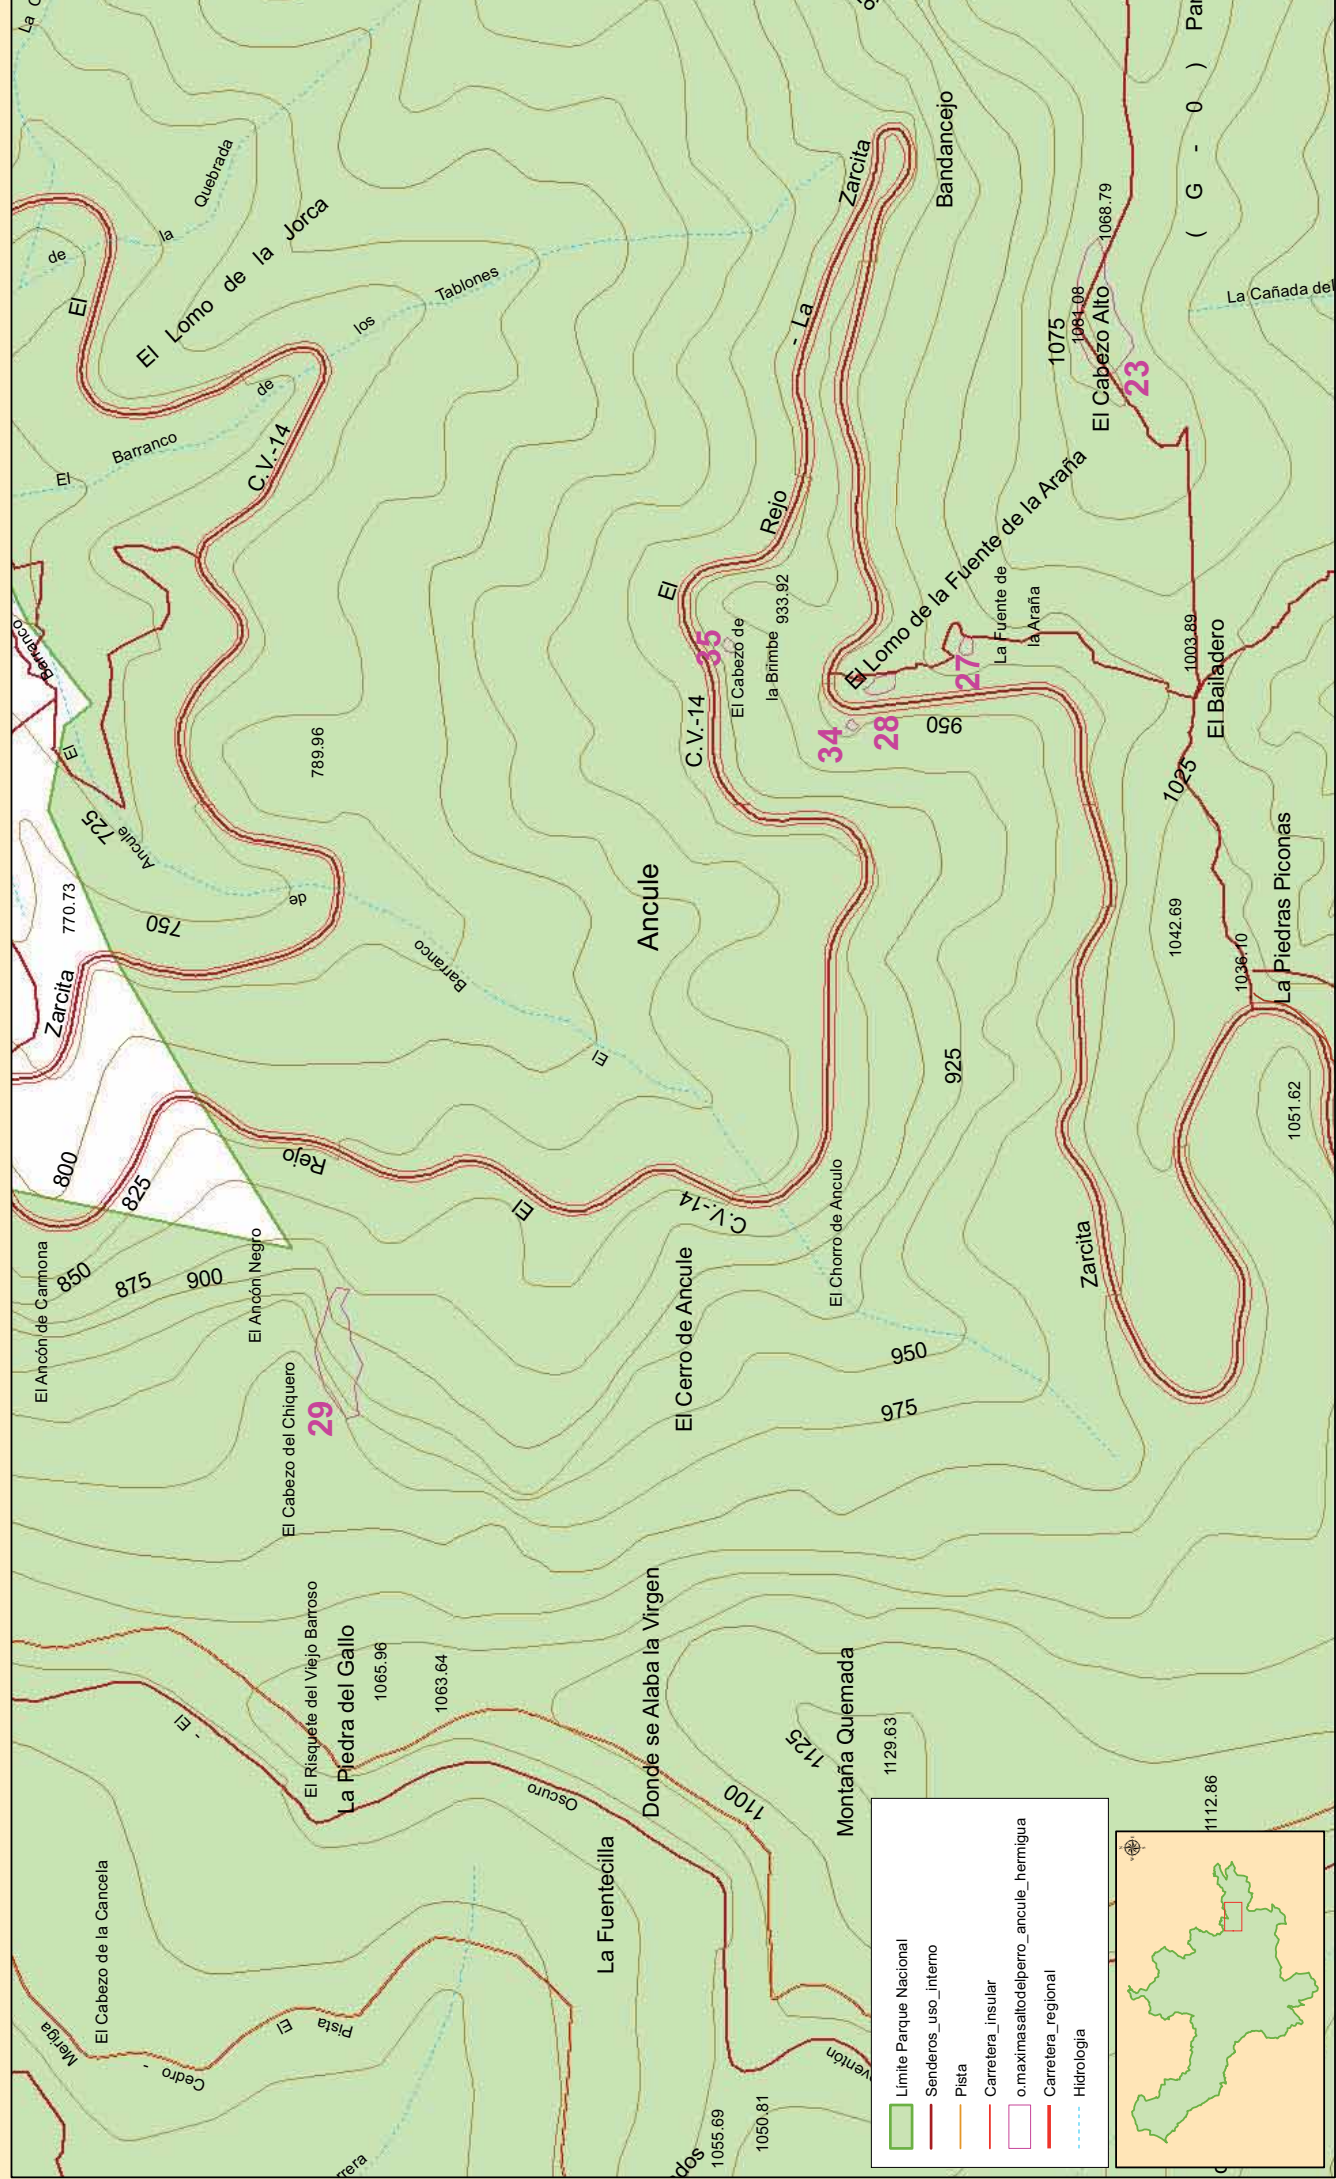 El Ancón de Carmona
850
875
900
El Ancón Negro
800
825
Zarcita
770.73
750
725
Ancule
El
Barranco
de
Barranco
El
789.96
El
Barranco
de
los
Tablones
C.V.-14
El
de
la
Quebrada
El Lomo de la Jorca
Rejo
El
C.V.-14
Ancule
El Cabezo del Chiquero
29
El Cerro de Ancule
El Chorro de Anculo
950
975
925
C.V.-14
El
Rejo
- La
Zarcita
Bandancejo
35
El Cabezo de
la Brimbe
933.92
34
28
27
950
El Lomo de la Fuente de la Araña
La Fuente de
la Araña
1003.89
El Bailadero
1025
1042.69
1036.10
La Piedras Piconas
1051.62
Zarcita
1075
1081.08
El Cabezo Alto
23
1068.79
( G - 0 )
La Cañada del
El Risquete del Viejo Barroso
La Piedra del Gallo
1065.96
1063.64
El -
Oscuro
Donde se Alaba la Virgen
La Fuentecilla
1100
1125
Montaña Quemada
1129.63
1112.86
El Cabezo de la Cancela
Meriga
-
Cedro
El
Pista
1055.69
1050.81
Límite Parque Nacional
Senderos_uso_interno
Pista
Carretera_insular
o.maximasaltodelperro_ancule_hermigua
Carretera_regional
Hidrologia